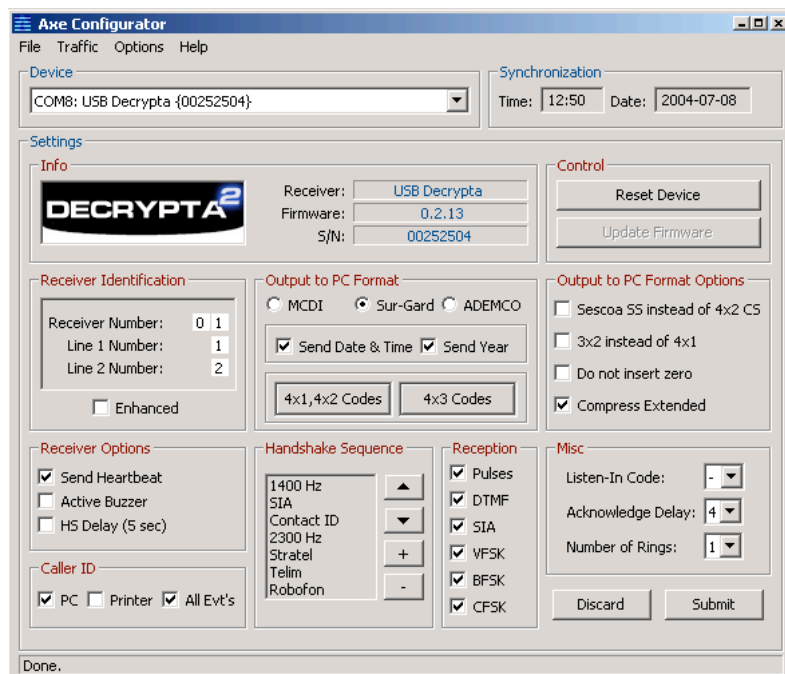 Axe Configurator
File Traffic Options Help
Device
COM8: USB Decrypta {00252504}
Synchronization
Time: 12:50 Date: 2004-07-08
Settings
Info
DECRYPTA2
Receiver: USB Decrypta
Firmware: 0.2.13
S/N: 00252504
Control
Reset Device
Update Firmware
Receiver Identification
Receiver Number: 0 1
Line 1 Number: 1
Line 2 Number: 2
Enhanced
Output to PC Format
MCDI Sur-Gard ADEMCO
Send Date & Time Send Year
4x1,4x2 Codes 4x3 Codes
Output to PC Format Options
Sescoa SS instead of 4x2 CS
3x2 instead of 4x1
Do not insert zero
Compress Extended
Receiver Options
Send Heartbeat
Active Buzzer
HS Delay (5 sec)
Caller ID
PC Printer All Evt's
Handshake Sequence
1400 Hz
SIA
Contact ID
2300 Hz
Stratel
Telim
Robofon
+
-
Reception
Pulses
DTMF
SIA
VFSK
BFSK
CFSK
Misc
Listen-In Code: -
Acknowledge Delay: 4
Number of Rings: 1
Discard Submit
Done.